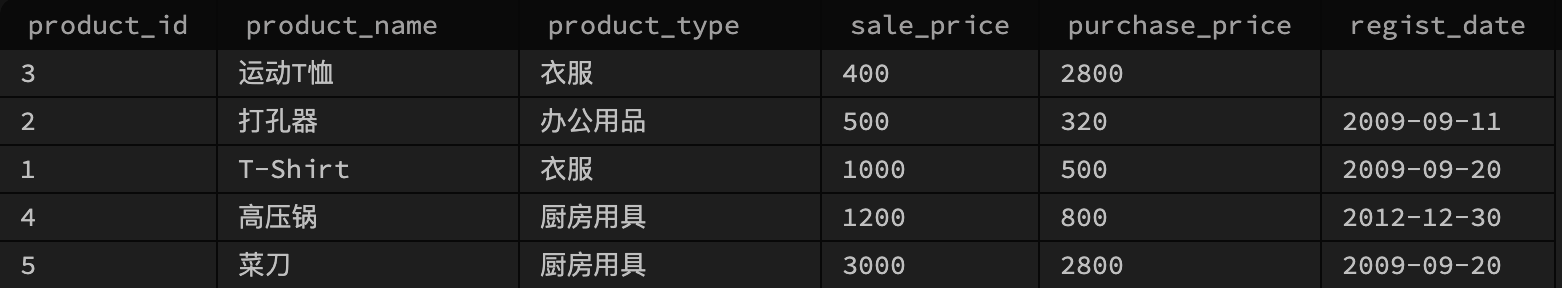 product_id product_name product_type sale_price purchase_price regist_date
3 运动T恤 衣服 400 2800
2 打孔器 办公用品 500 320 2009-09-11
1 T-Shirt 衣服 1000 500 2009-09-20
4 高压锅 厨房用具 1200 800 2012-12-30
5 菜刀 厨房用具 3000 2800 2009-09-20